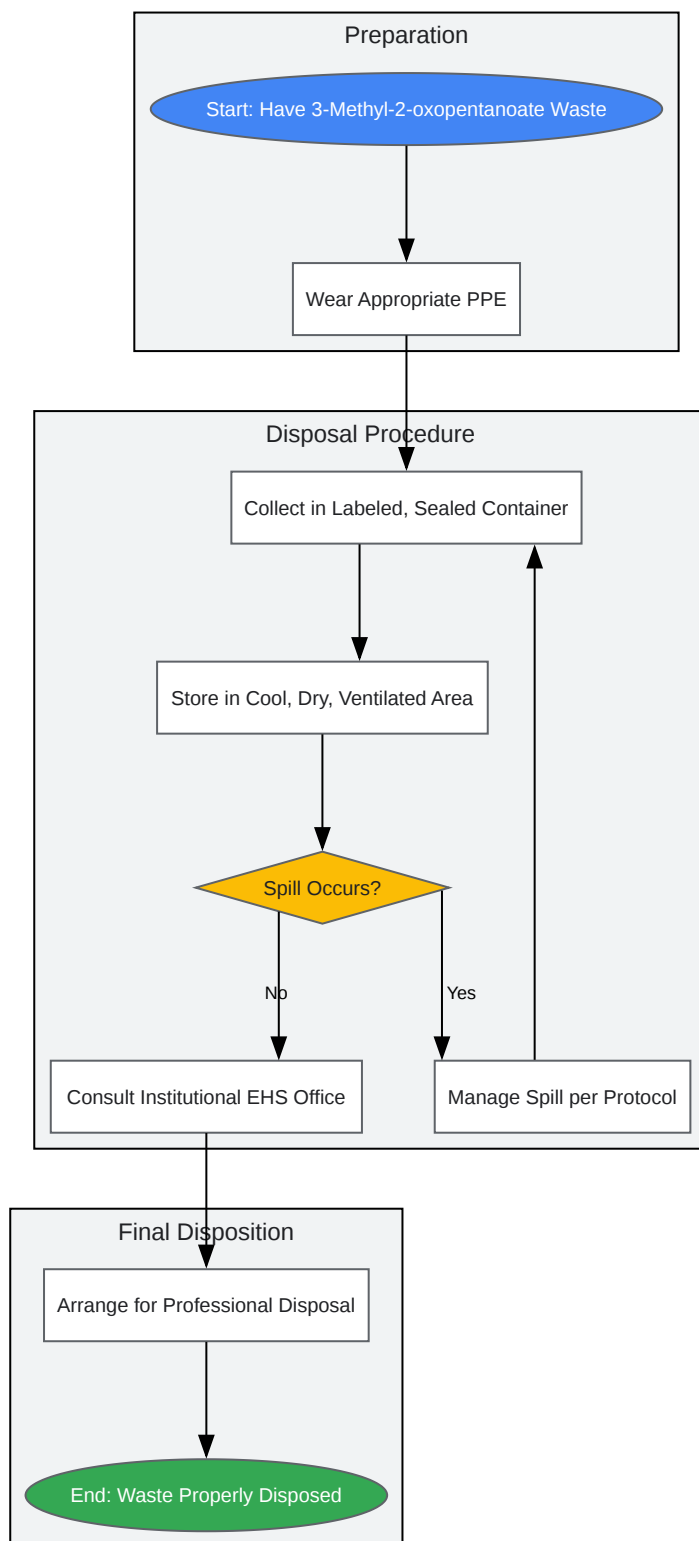 Preparation
Start: Have 3-Methyl-2-oxopentanoate Waste
Wear Appropriate PPE
Disposal Procedure
Collect in Labeled, Sealed Container
Store in Cool, Dry, Ventilated Area
Spill Occurs?
No
Yes
Consult Institutional EHS Office
Manage Spill per Protocol
Final Disposition
Arrange for Professional Disposal
End: Waste Properly Disposed